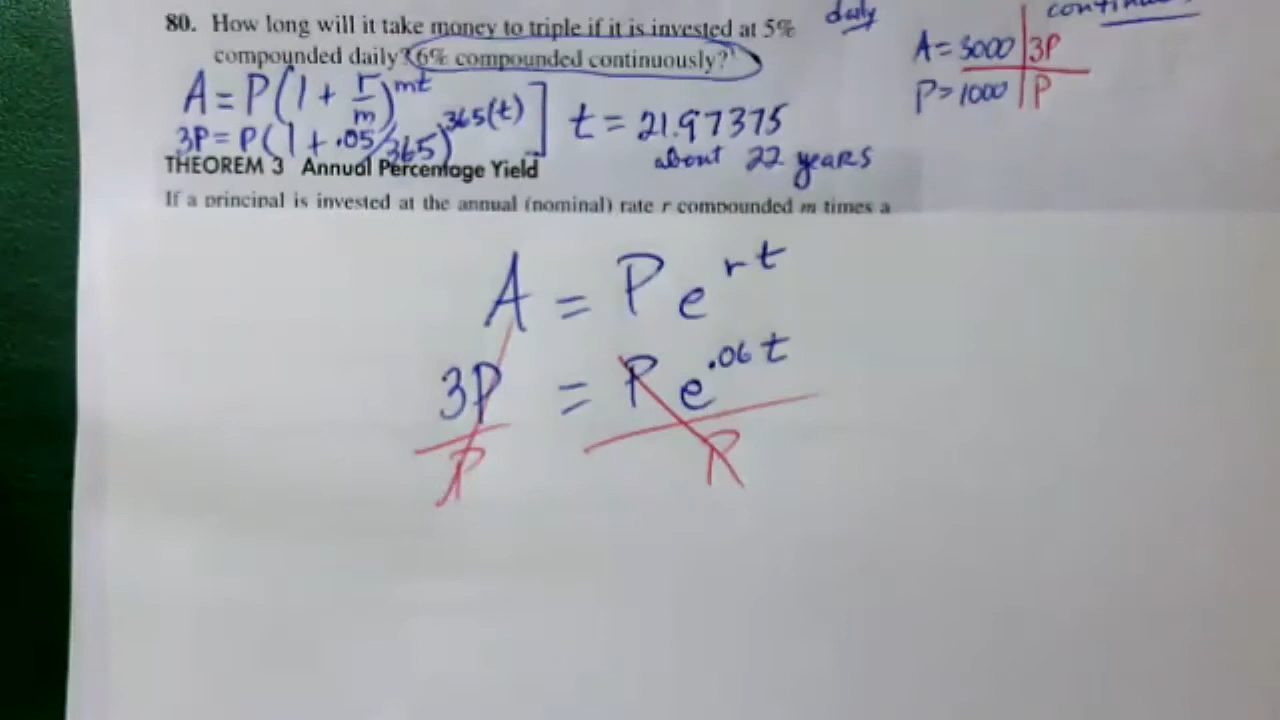 80. How long will it take money to triple if it is invested at 5%
compounded daily? 6% compounded continuously?
daily
A = 3000 | 3P
P = 1000 | P
A = P(1 + r/m)^mt
3P = P(1 + .05/365)^365(t) ] t = 21.97375
about 22 years
THEOREM 3 Annual Percentage Yield
If a principal is invested at the annual (nominal) rate r compounded m times a
A = Pe^rt
3P = Pe^.06t
P P